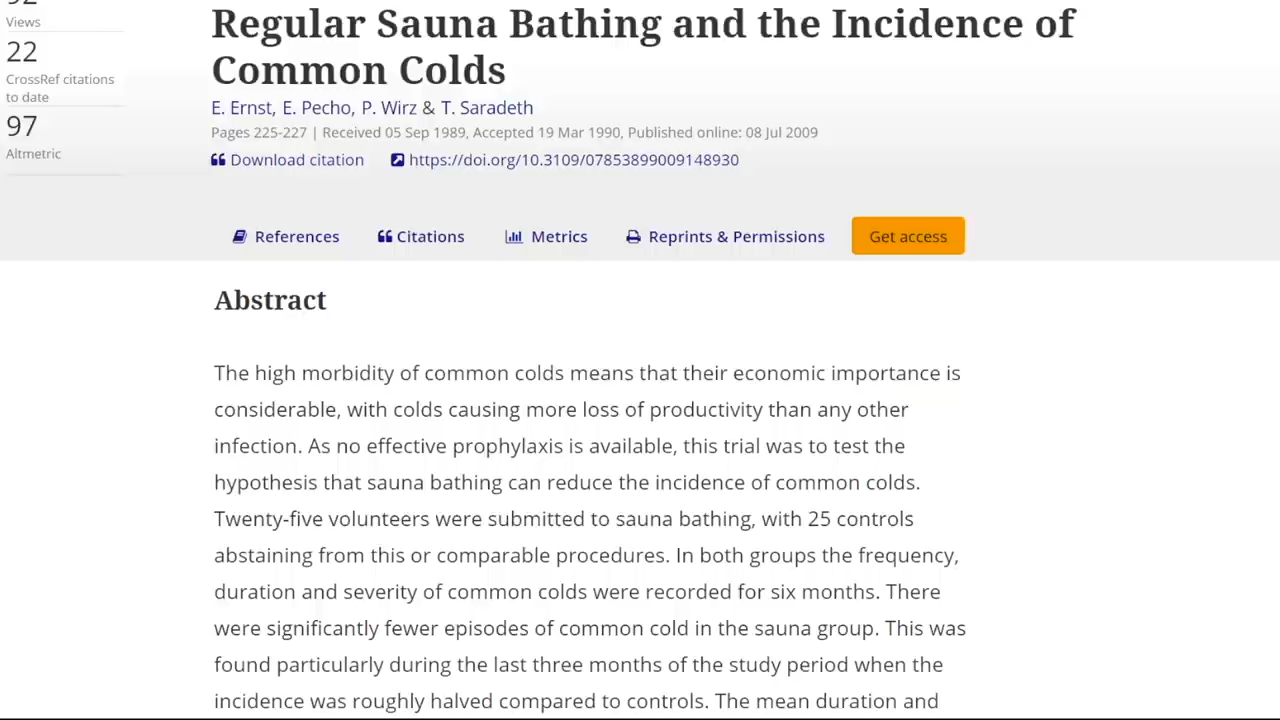 Views
Regular Sauna Bathing and the Incidence of
Common Colds
22
CrossRef citations
to date
97
Altmetric
E. Ernst, E. Pecho, P. Wirz & T. Saradeth
Pages 225-227 | Received 05 Sep 1989, Accepted 19 Mar 1990, Published online: 08 Jul 2009
Download citation https://doi.org/10.3109/07853899009148930
References Citations Metrics Reprints & Permissions Get access
Abstract
The high morbidity of common colds means that their economic importance is
considerable, with colds causing more loss of productivity than any other
infection. As no effective prophylaxis is available, this trial was to test the
hypothesis that sauna bathing can reduce the incidence of common colds.
Twenty-five volunteers were submitted to sauna bathing, with 25 controls
abstaining from this or comparable procedures. In both groups the frequency,
duration and severity of common colds were recorded for six months. There
were significantly fewer episodes of common cold in the sauna group. This was
found particularly during the last three months of the study period when the
incidence was roughly halved compared to controls. The mean duration and